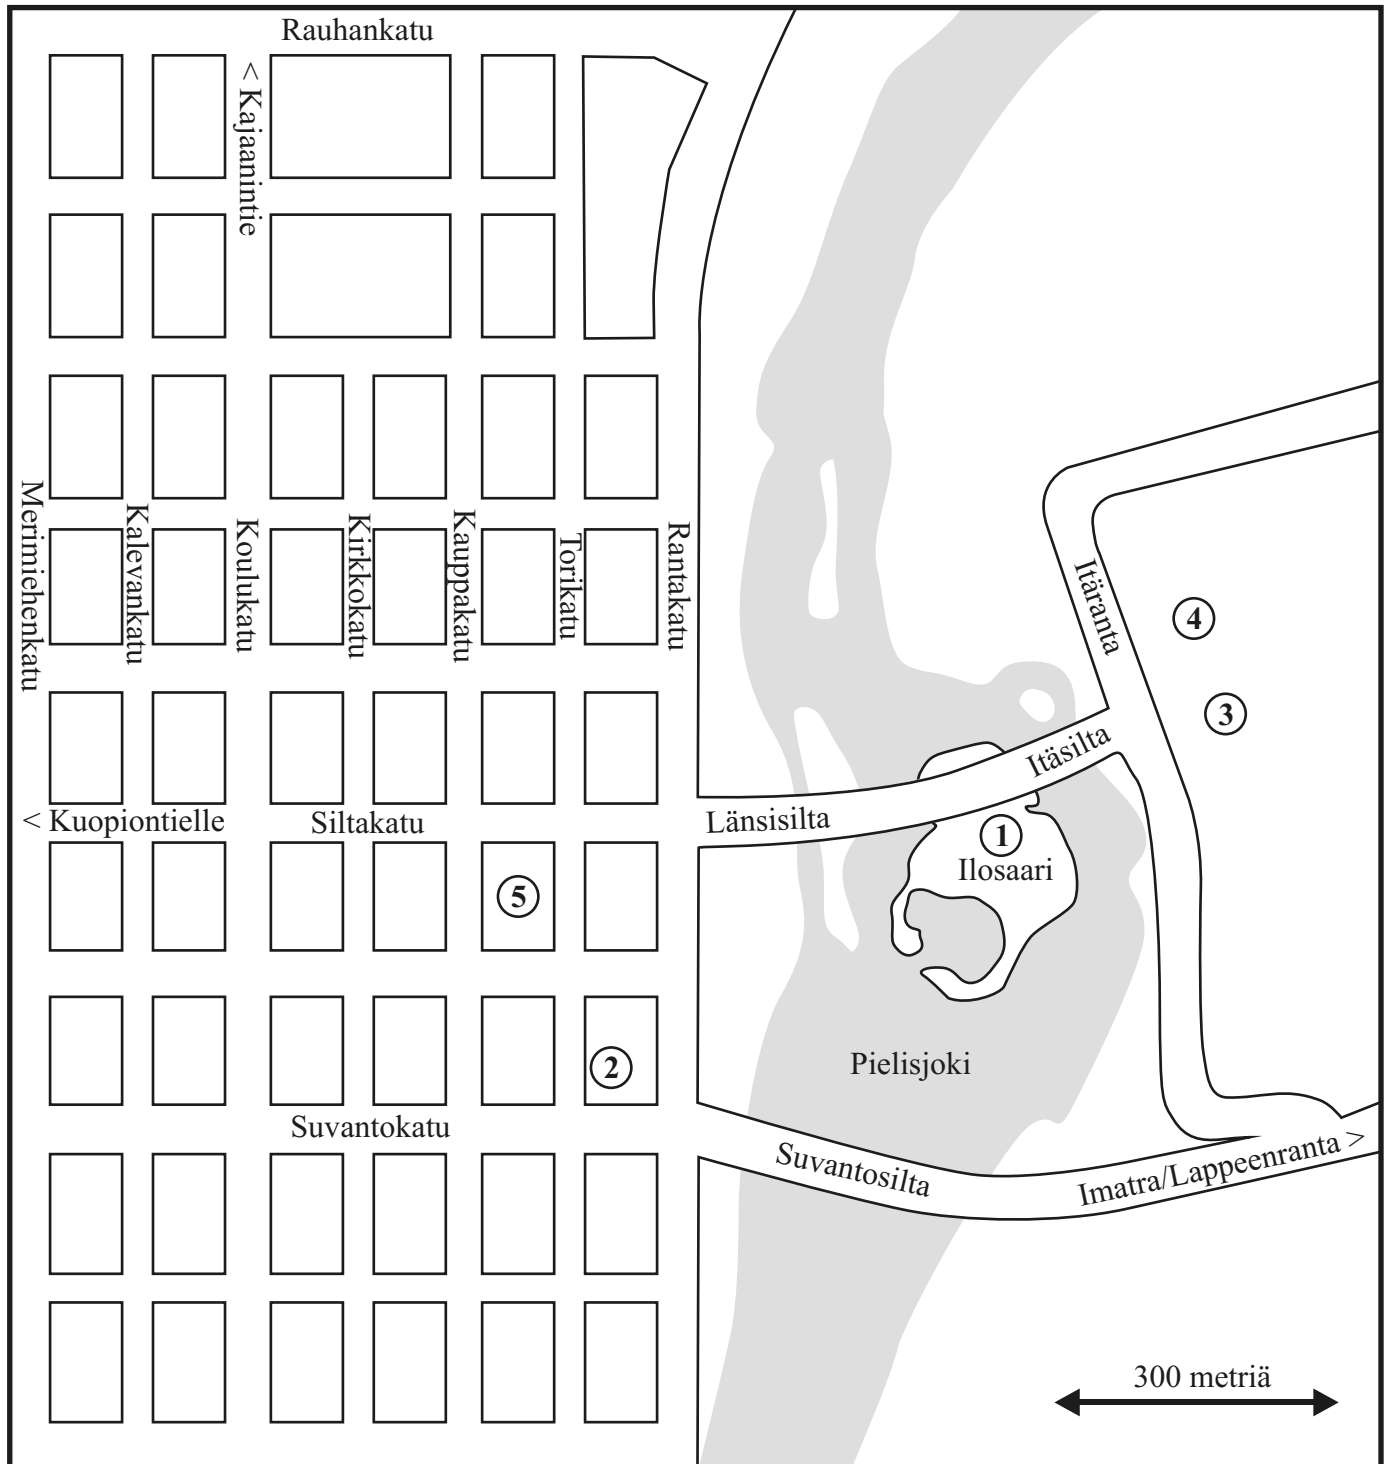 Rauhankatu
< Kajaanintie
Merimiehenkatu
Kalevankatu
Koulukatu
Kirkkokatu
Kauppakatu
Torikatu
Rantakatu
Itäranta
4
3
Itäsilta
Länsisilta
< Kuopiontielle
Siltakatu
1
Ilosaari
5
Pielisjoki
2
Suvantokatu
Suvantosilta
Imatra/Lappeenranta >
300 metriä